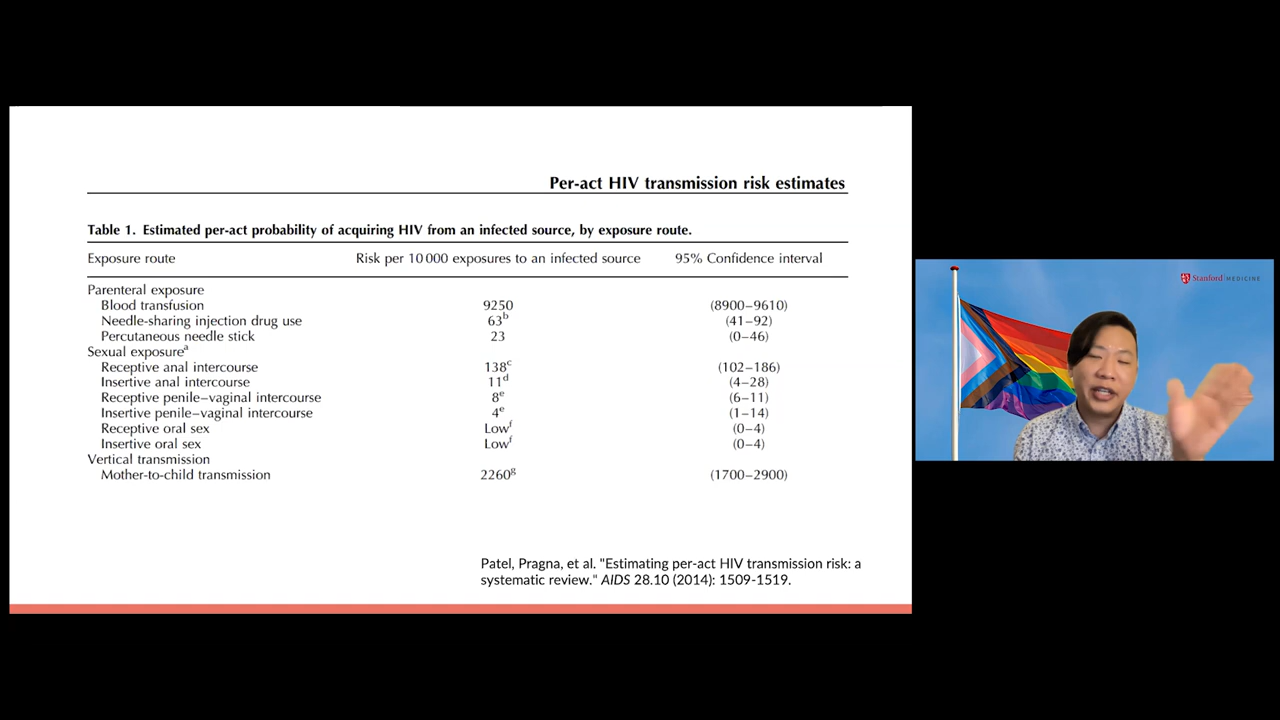 Per-act HIV transmission risk estimates
Table 1. Estimated per-act probability of acquiring HIV from an infected source, by exposure route.
Exposure route Risk per 10 000 exposures to an infected source 95% Confidence interval
Parenteral exposure
Blood transfusion 9250 (8900–9610)
Needle-sharing injection drug use 63b (41–92)
Percutaneous needle stick 23 (0–46)
Sexual exposurea
Receptive anal intercourse 138c (102–186)
Insertive anal intercourse 11d (4–28)
Receptive penile–vaginal intercourse 8e (6–11)
Insertive penile–vaginal intercourse 4e (1–14)
Receptive oral sex Lowf (0–4)
Insertive oral sex Lowf (0–4)
Vertical transmission
Mother-to-child transmission 2260g (1700–2900)
Patel, Pragna, et al. "Estimating per-act HIV transmission risk: a
systematic review." AIDS 28.10 (2014): 1509-1519.
Stanford MEDICINE